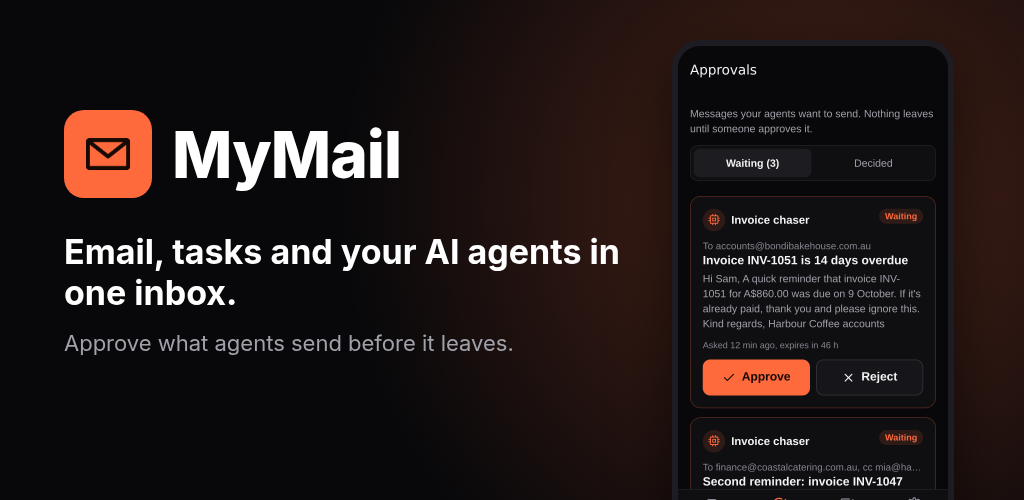 MyMail
Email, tasks and your AI agents in
one inbox.
Approve what agents send before it leaves.
Approvals
Messages your agents want to send. Nothing leaves
until someone approves it.
Waiting (3)
Decided
Invoice chaser
Waiting
To accounts@bondibakehouse.com.au
Invoice INV-1051 is 14 days overdue
Hi Sam, A quick reminder that invoice INV-
1051 for A$860.00 was due on 9 October. If it's
already paid, thank you and please ignore this.
Kind regards, Harbour Coffee accounts
Asked 12 min ago, expires in 46 h
Approve
Reject
Invoice chaser
Waiting
To finance@coastalcatering.com.au, cc mia@ha...
Second reminder: invoice INV-1047